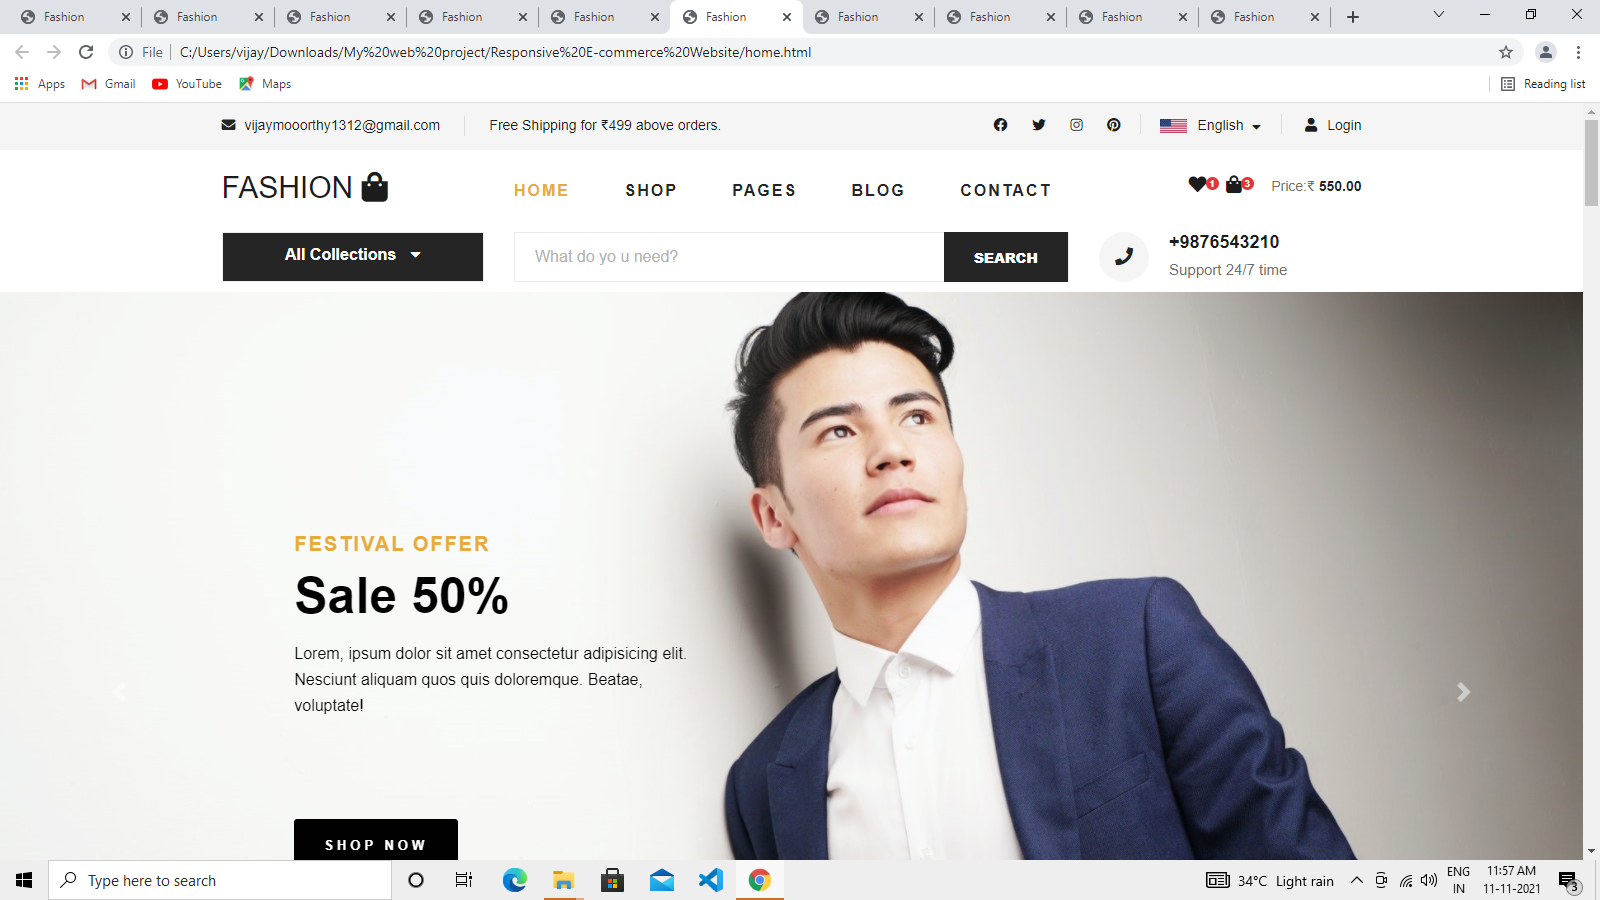 Fashion
Fashion
Fashion
Fashion
Fashion
Fashion
Fashion
Fashion
Fashion
Fashion
File
C:/Users/vijay/Downloads/My%20web%20project/Responsive%20E-commerce%20Website/home.html
Apps
Gmail
YouTube
Maps
Reading list
vijaymooorthy1312@gmail.com
Free Shipping for ₹499 above orders.
English
Login
FASHION
HOME
SHOP
PAGES
BLOG
CONTACT
1
3
Price:₹ 550.00
All Collections
What do yo u need?
SEARCH
+9876543210
Support 24/7 time
FESTIVAL OFFER
Sale 50%
Lorem, ipsum dolor sit amet consectetur adipisicing elit.
Nesciunt aliquam quos quis doloremque. Beatae,
voluptate!
SHOP NOW
Type here to search
34°C Light rain
ENG
IN
11:57 AM
11-11-2021
3